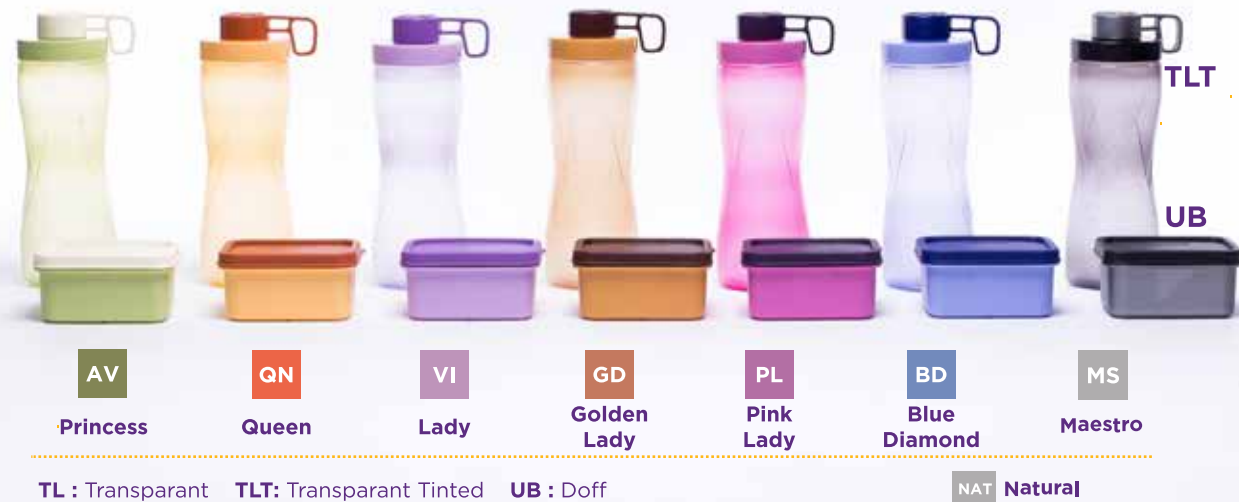 TLT
UB
AV QN VI GD PL BD MS
Princess Queen Lady Golden Lady Pink Lady Blue Diamond Maestro
TL : Transparant TLT: Transparant Tinted UB : Doff NAT Natural